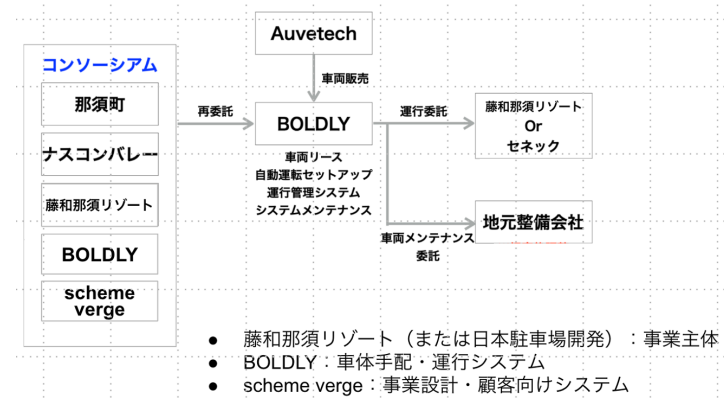 Auvetech
コンソーシアム
車両販売
那須町
再委託
BOLDLY
運行委託
藤和那須リゾート
Or
セネック
ナスコンバレー
車両リース
自動運転セットアップ
運行管理システム
システムメンテナンス
藤和那須リゾート
地元整備会社
車両メンテナンス
委託
BOLDLY
scheme
verge
● 藤和那須リゾート（または日本駐車場開発）：事業主体
● BOLDLY：車体手配・運行システム
● scheme verge：事業設計・顧客向けシステム